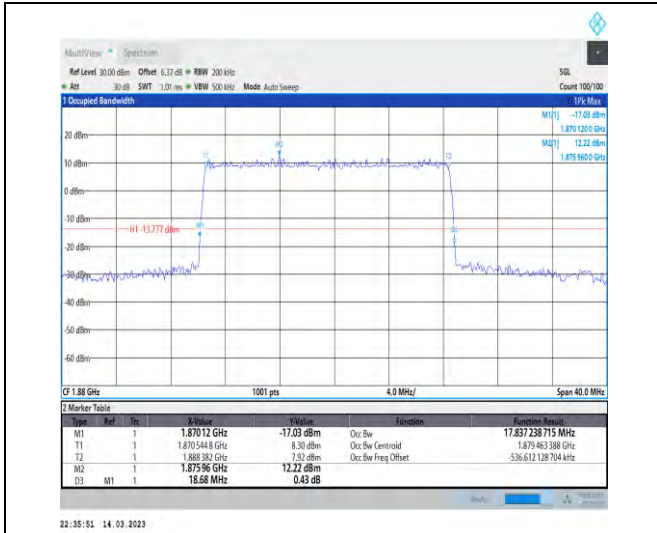 MultiView Spectrum
Ref Level 30.00 dBm Offset 6.37 dB RBW 200 kHz SGL
Att 30 dB SWT 1.01 ms VBW 500 kHz Mode Auto Sweep Count 100/100
1 Occupied Bandwidth 1Pk Max
M1[1] -17.03 dBm
1.870 120 0 GHz
M2[1] 12.22 dBm
1.875 960 0 GHz
20 dBm
T1 M2 T2
10 dBm
0 dBm
-10 dBm
H1 -13.777 dBm M1 D3
-20 dBm
-30 dBm
-40 dBm
-50 dBm
-60 dBm
CF 1.88 GHz 1001 pts 4.0 MHz/ Span 40.0 MHz
2 Marker Table
Type Ref Trc X-Value Y-Value Function Function Result
M1 1 1.87012 GHz -17.03 dBm Occ Bw 17.837 238 715 MHz
T1 1 1.870 544 8 GHz 8.30 dBm Occ Bw Centroid 1.879 463 388 GHz
T2 1 1.888 382 GHz 7.92 dBm Occ Bw Freq Offset -536.612 128 704 kHz
M2 1 1.87596 GHz 12.22 dBm
D3 M1 1 18.68 MHz 0.43 dB
22:35:51 14.03.2023